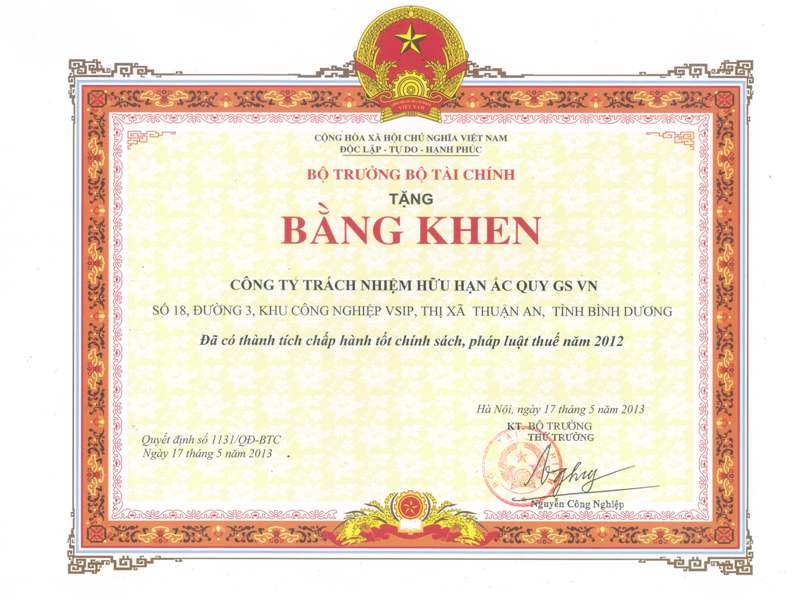 VIỆT NAM
CỘNG HÒA XÃ HỘI CHỦ NGHĨA VIỆT NAM
ĐỘC LẬP - TỰ DO - HẠNH PHÚC
BỘ TRƯỞNG BỘ TÀI CHÍNH
TẶNG
BẰNG KHEN
CÔNG TY TRÁCH NHIỆM HỮU HẠN ẮC QUY GS VN
SỐ 18, ĐƯỜNG 3, KHU CÔNG NGHIỆP VSIP, THỊ XÃ THUẬN AN, TỈNH BÌNH DƯƠNG
Đã có thành tích chấp hành tốt chính sách, pháp luật thuế năm 2012
Hà Nội, ngày 17 tháng 5 năm 2013
KT. BỘ TRƯỞNG
THỨ TRƯỞNG
Quyết định số 1131/QĐ-BTC
Ngày 17 tháng 5 năm 2013
Nguyễn Công Nghiệp